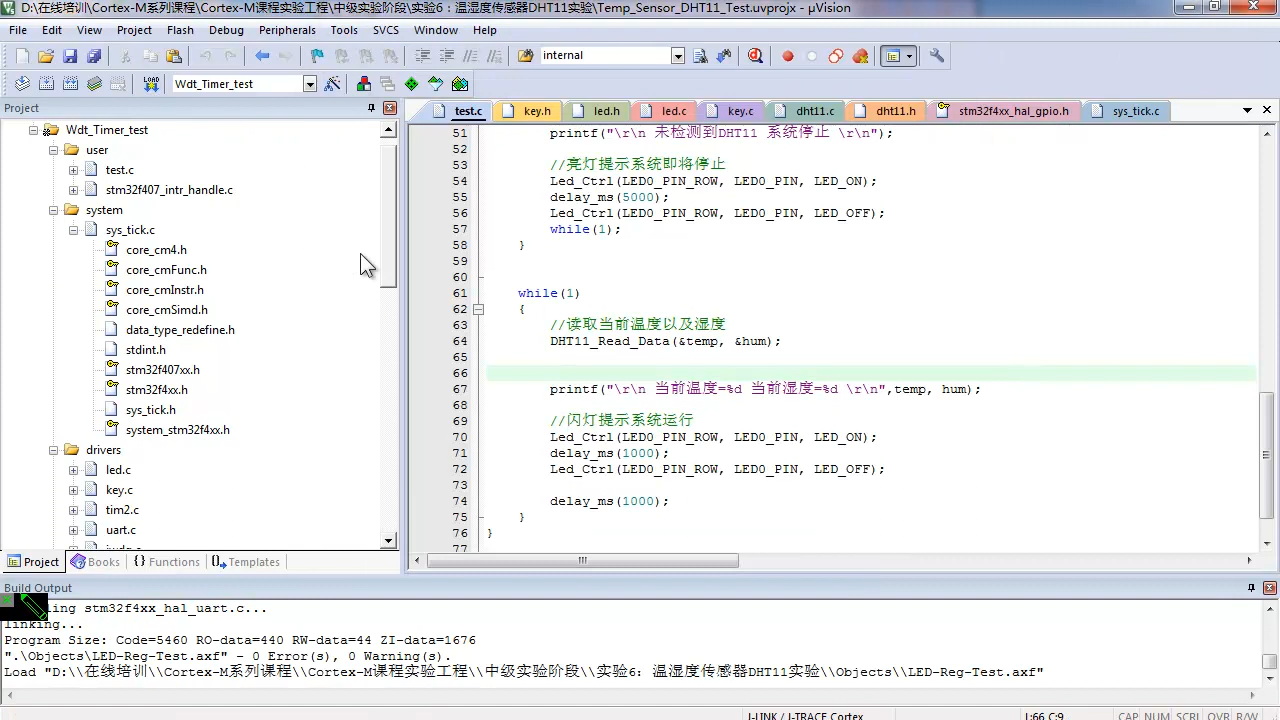 D:\在线培训\Cortex-M系列课程\Cortex-M课程实验工程\中级实验阶段\实验6：温湿度传感器DHT11实验\Temp_Sensor_DHT11_Test.uvprojx - µVision
File Edit View Project Flash Debug Peripherals Tools SVCS Window Help
internal
LOAD Wdt_Timer_test
Project
test.c key.h led.h led.c key.c dht11.c dht11.h stm32f4xx_hal_gpio.h sys_tick.c
Wdt_Timer_test
user
test.c
stm32f407_intr_handle.c
system
sys_tick.c
core_cm4.h
core_cmFunc.h
core_cmInstr.h
core_cmSimd.h
data_type_redefine.h
stdint.h
stm32f407xx.h
stm32f4xx.h
sys_tick.h
system_stm32f4xx.h
drivers
led.c
key.c
tim2.c
uart.c
Project Books Functions Templates
51 printf("\r\n 未检测到DHT11 系统停止 \r\n");
52
53 //亮灯提示系统即将停止
54 Led_Ctrl(LED0_PIN_ROW, LED0_PIN, LED_ON);
55 delay_ms(5000);
56 Led_Ctrl(LED0_PIN_ROW, LED0_PIN, LED_OFF);
57 while(1);
58 }
59
60
61 while(1)
62 {
63 //读取当前温度以及湿度
64 DHT11_Read_Data(&temp, &hum);
65
66
67 printf("\r\n 当前温度=%d 当前湿度=%d \r\n",temp, hum);
68
69 //闪灯提示系统运行
70 Led_Ctrl(LED0_PIN_ROW, LED0_PIN, LED_ON);
71 delay_ms(1000);
72 Led_Ctrl(LED0_PIN_ROW, LED0_PIN, LED_OFF);
73
74 delay_ms(1000);
75 }
76 }
77
Build Output
ling stm32f4xx_hal_uart.c...
linking...
Program Size: Code=5460 RO-data=440 RW-data=44 ZI-data=1676
".\Objects\LED-Reg-Test.axf" - 0 Error(s), 0 Warning(s).
Load "D:\\在线培训\\Cortex-M系列课程\\Cortex-M课程实验工程\\中级实验阶段\\实验6：温湿度传感器DHT11实验\\Objects\\LED-Reg-Test.axf"
J-LINK / J-TRACE Cortex L:66 C:9 CAP NUM SCRL OVR R/W